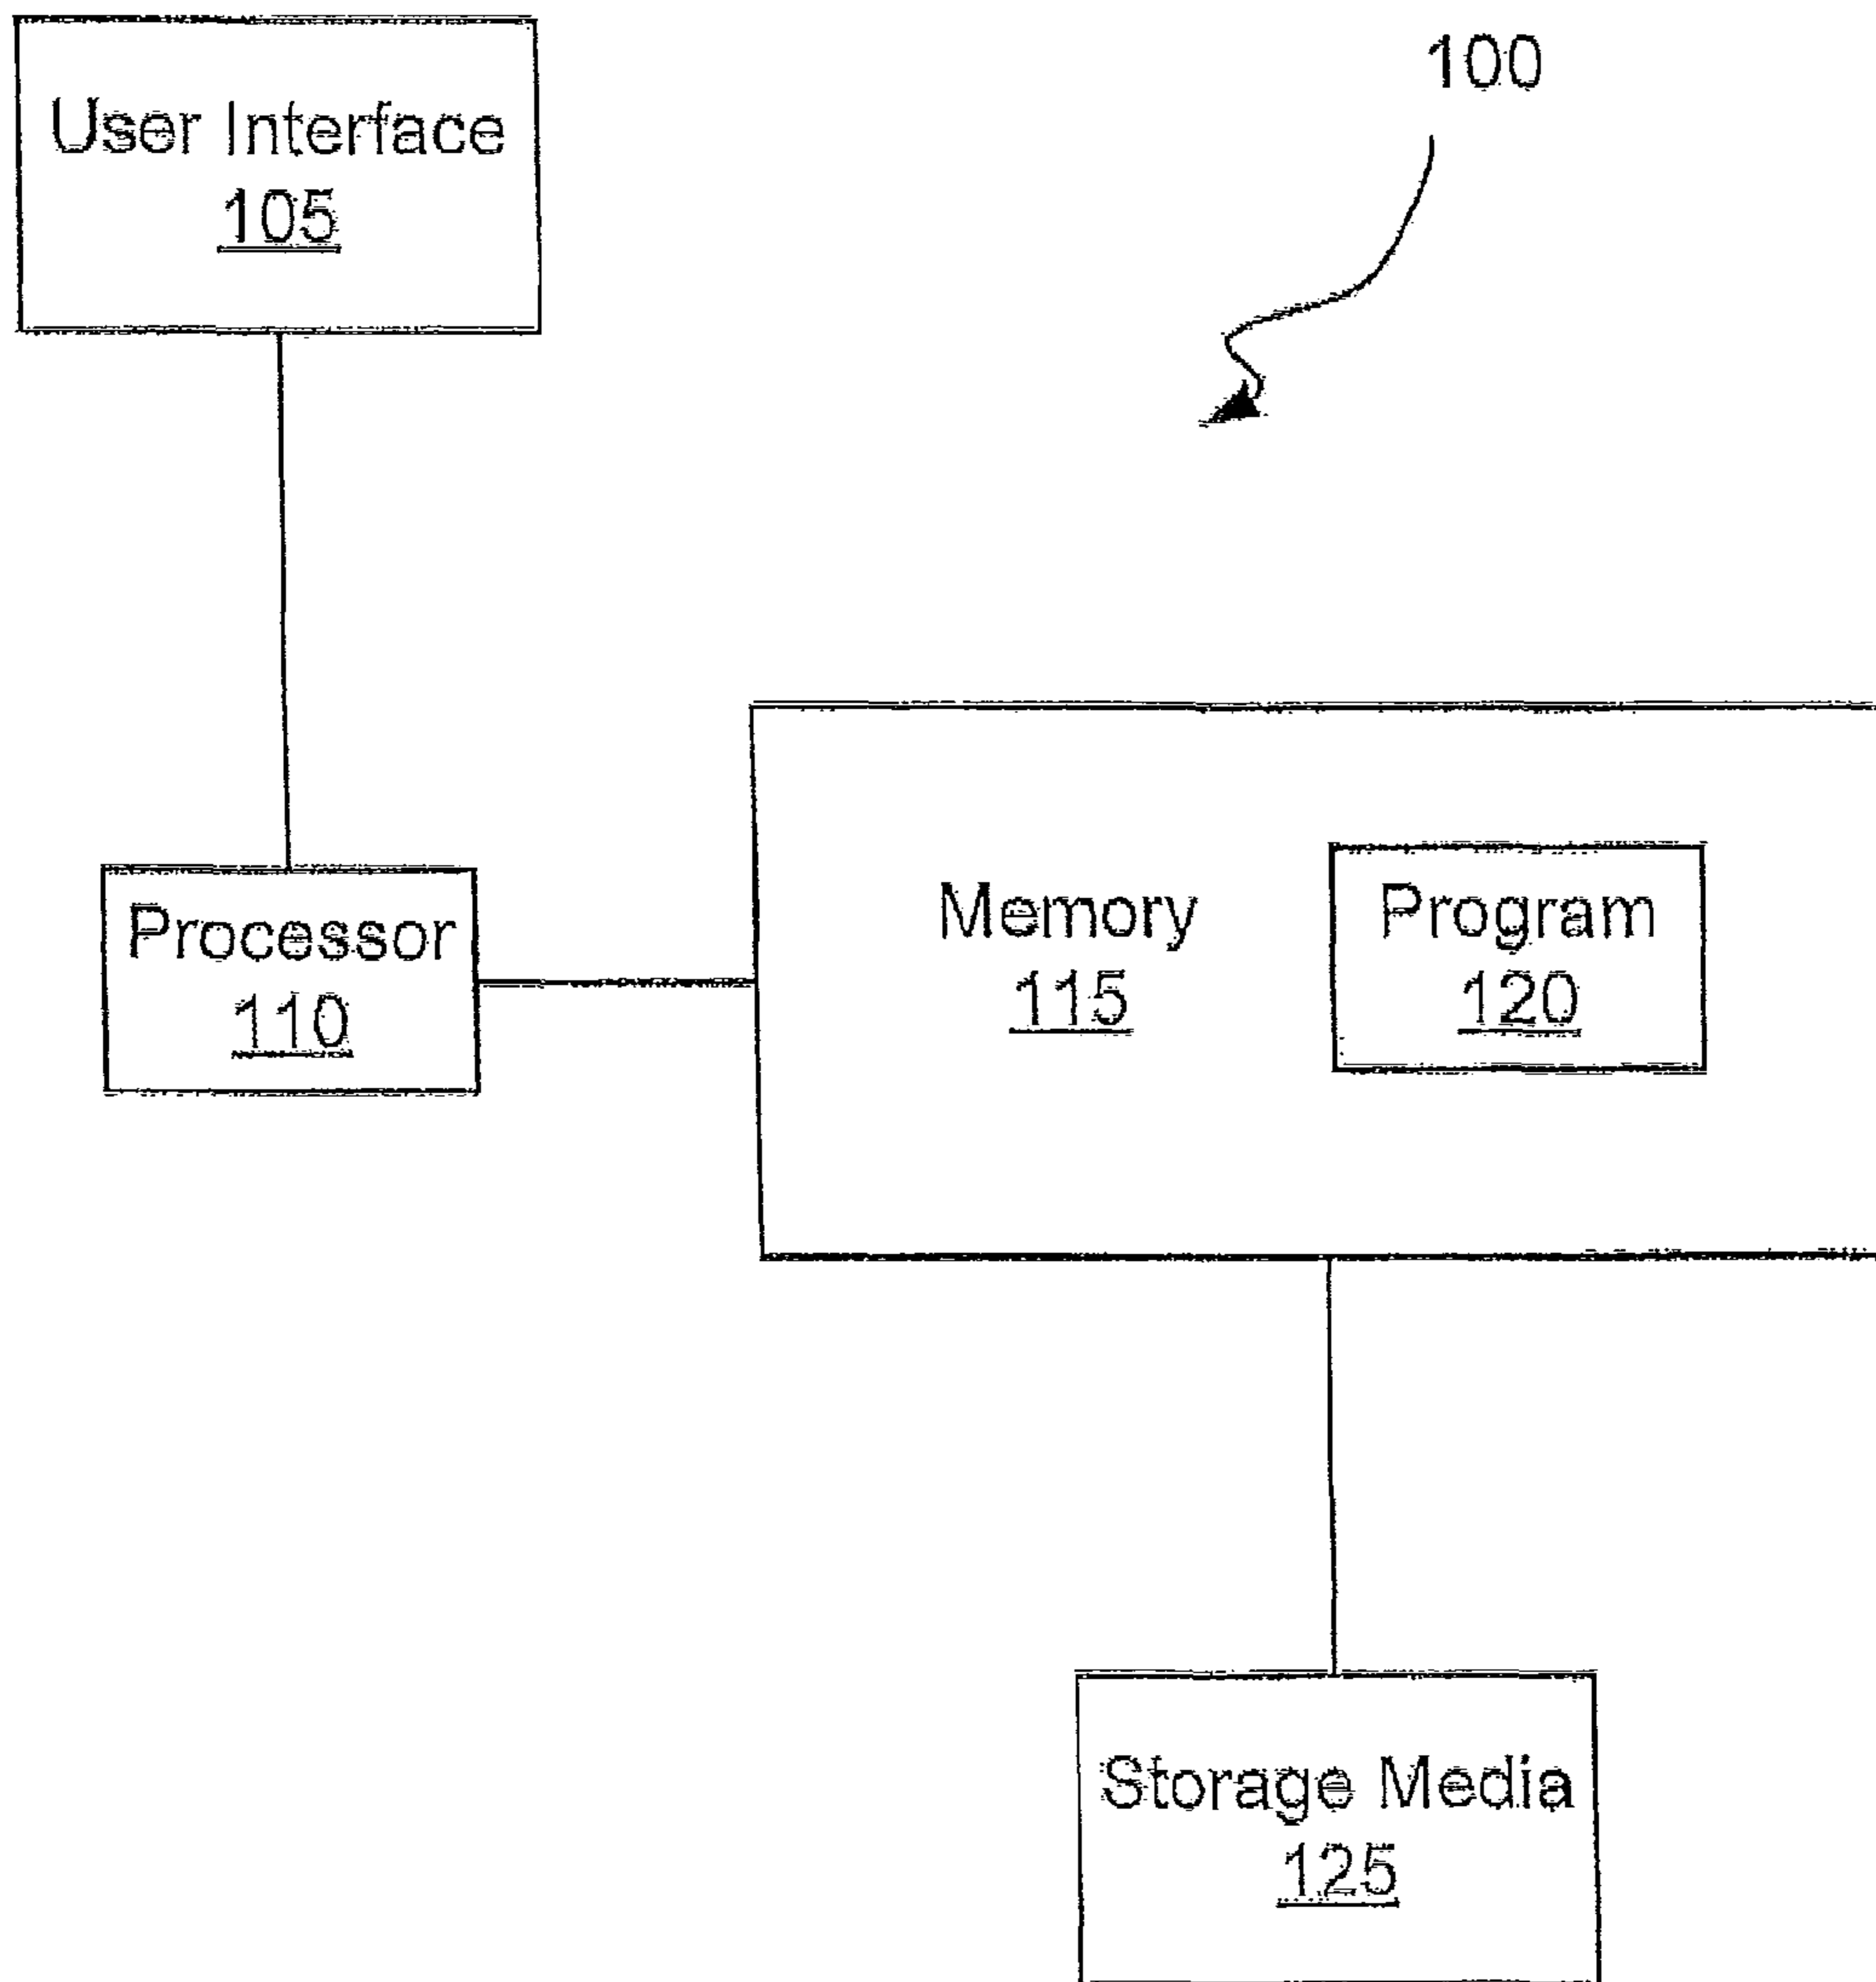 100
User Interface
105
Processor
110
Memory
115
Program
120
Storage Media
125